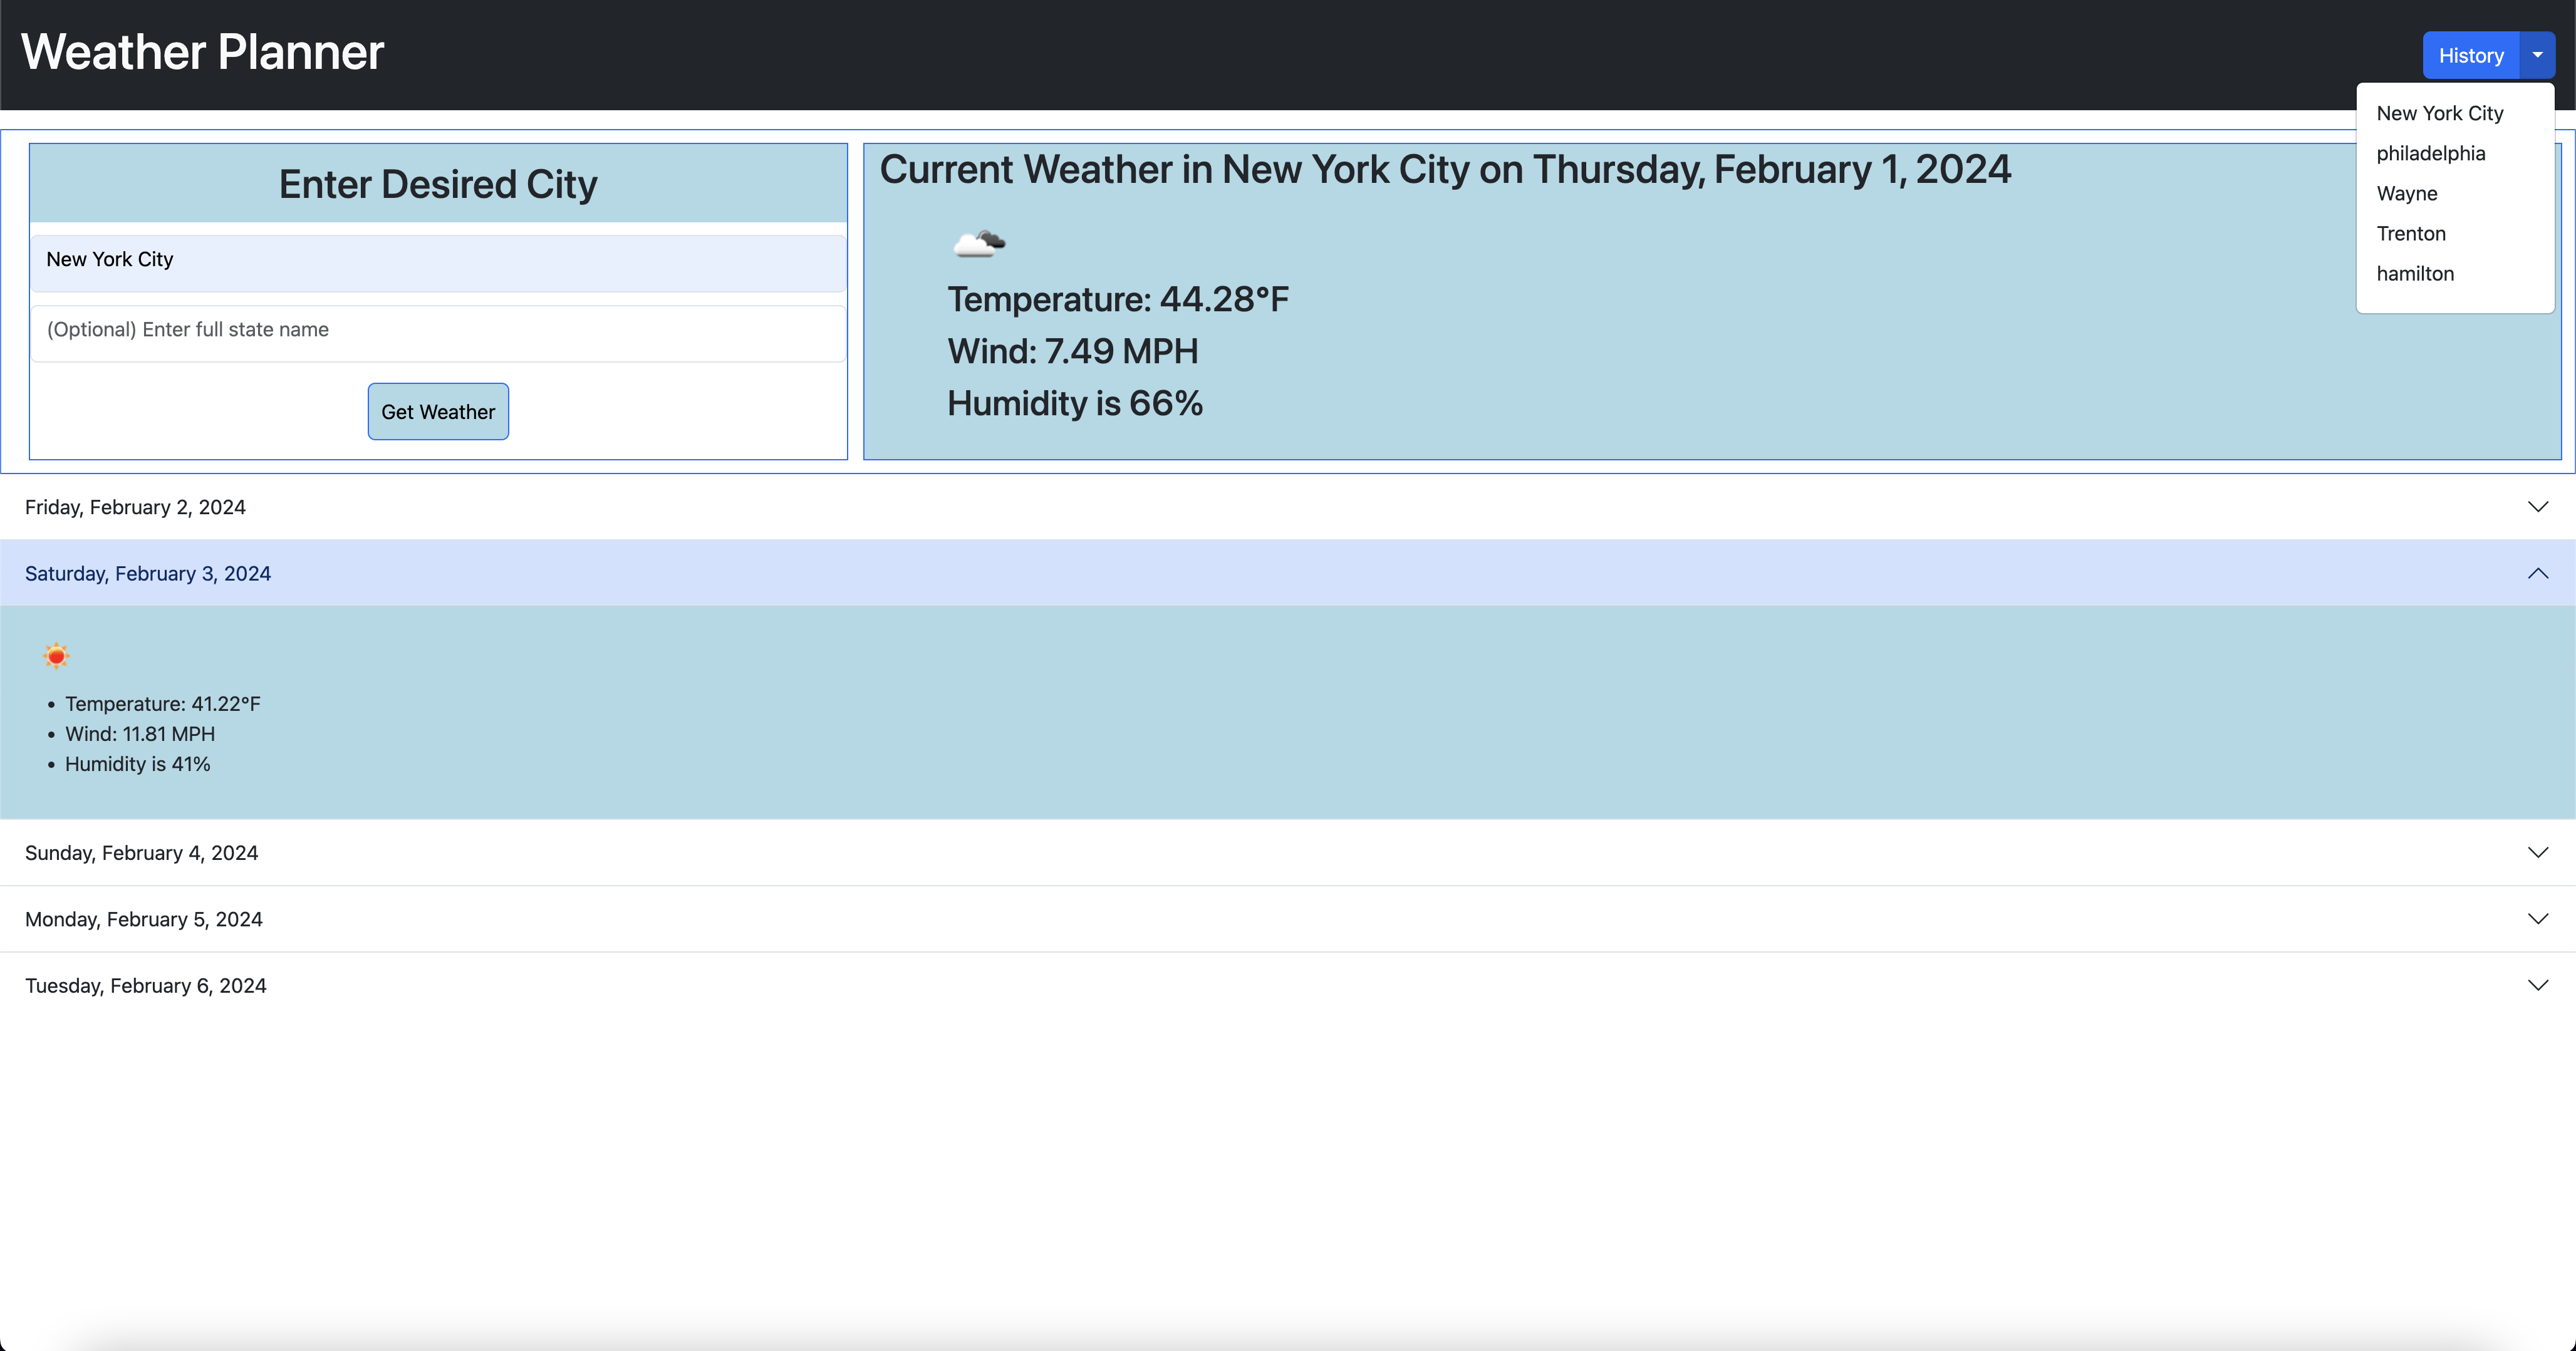 Weather Planner
History
New York City
philadelphia
Wayne
Trenton
hamilton
Enter Desired City
New York City
(Optional) Enter full state name
Get Weather
Current Weather in New York City on Thursday, February 1, 2024
Temperature: 44.28°F
Wind: 7.49 MPH
Humidity is 66%
Friday, February 2, 2024
Saturday, February 3, 2024
Temperature: 41.22°F
Wind: 11.81 MPH
Humidity is 41%
Sunday, February 4, 2024
Monday, February 5, 2024
Tuesday, February 6, 2024